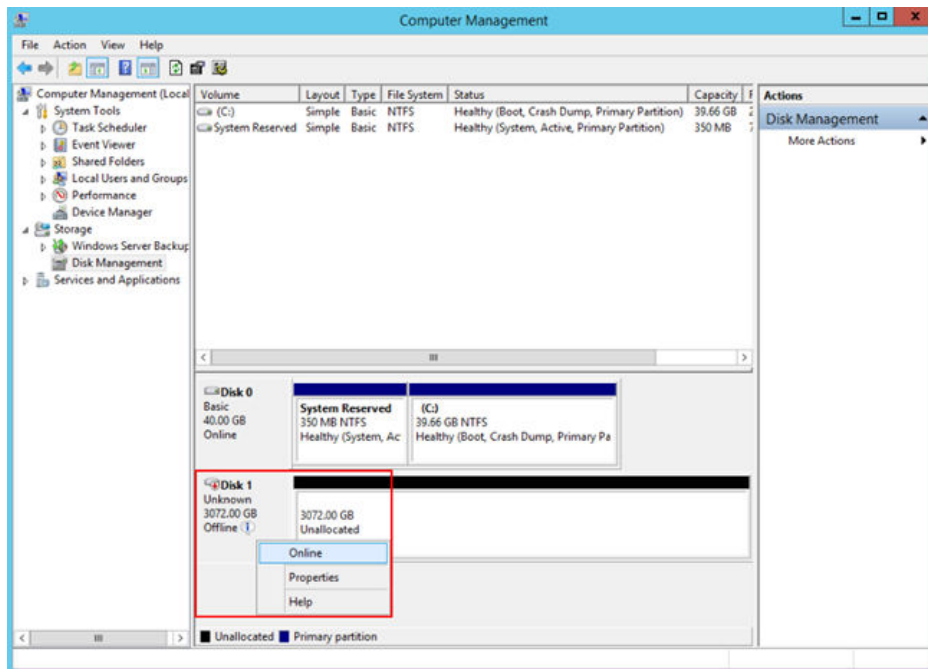 Computer Management
File Action View Help
Computer Management (Local
System Tools
Task Scheduler
Event Viewer
Shared Folders
Local Users and Groups
Performance
Device Manager
Storage
Windows Server Backup
Disk Management
Services and Applications
Volume Layout Type File System Status Capacity F
(C:) Simple Basic NTFS Healthy (Boot, Crash Dump, Primary Partition) 39.66 GB 2
System Reserved Simple Basic NTFS Healthy (System, Active, Primary Partition) 350 MB 7
Actions
Disk Management
More Actions
Disk 0
Basic
40.00 GB
Online
System Reserved
350 MB NTFS
Healthy (System, Ac
(C:)
39.66 GB NTFS
Healthy (Boot, Crash Dump, Primary Pa
Disk 1
Unknown
3072.00 GB
Offline
3072.00 GB
Unallocated
Online
Properties
Help
Unallocated Primary partition